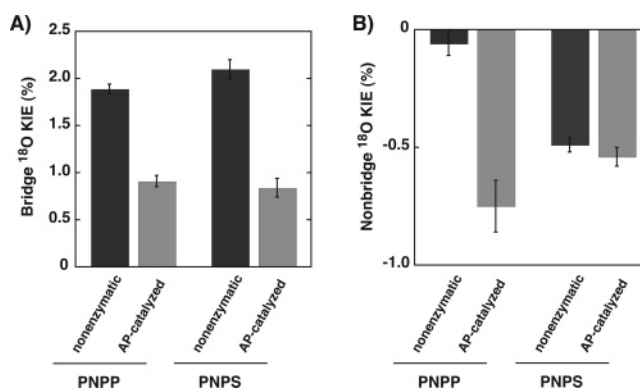 A)
Bridge 18O KIE (%)
2.5
2.0
1.5
1.0
0.5
0
nonenzymatic
AP-catalyzed
nonenzymatic
AP-catalyzed
PNPP
PNPS
B)
Nonbridge 18O KIE (%)
0
-0.5
-1.0
nonenzymatic
AP-catalyzed
nonenzymatic
AP-catalyzed
PNPP
PNPS